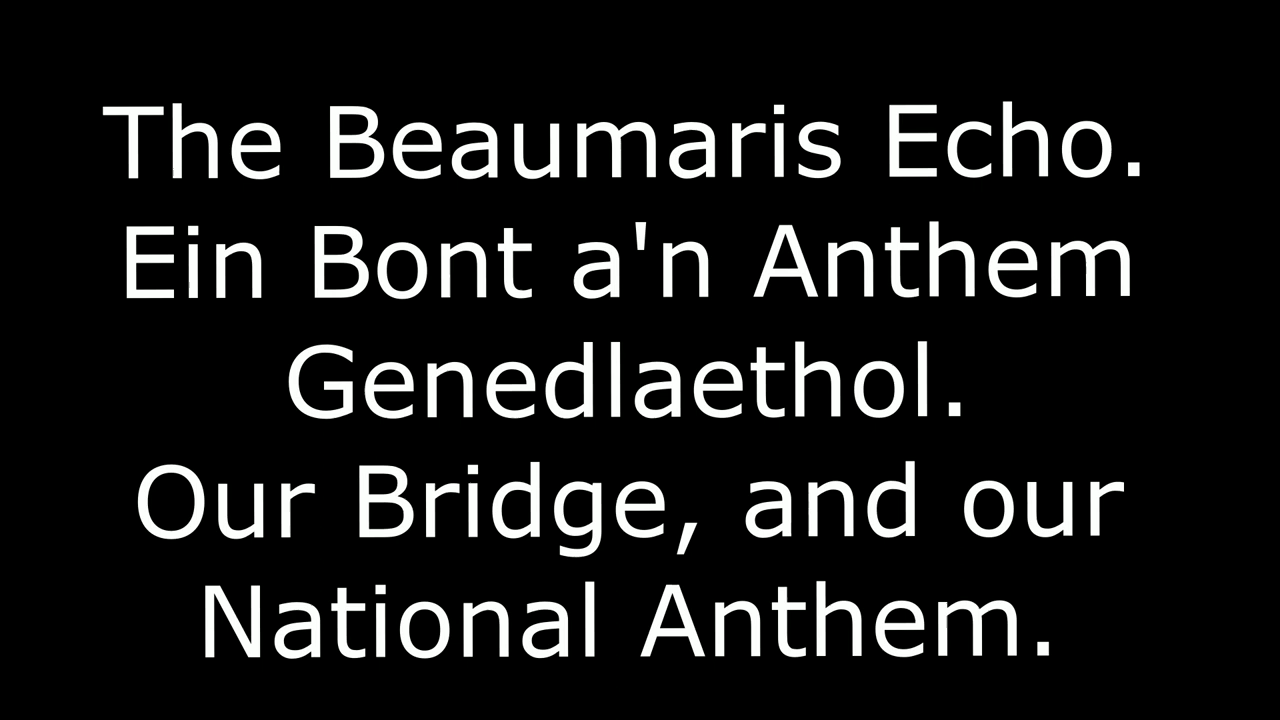 The Beaumaris Echo.
Ein Bont a'n Anthem
Genedlaethol.
Our Bridge, and our
National Anthem.